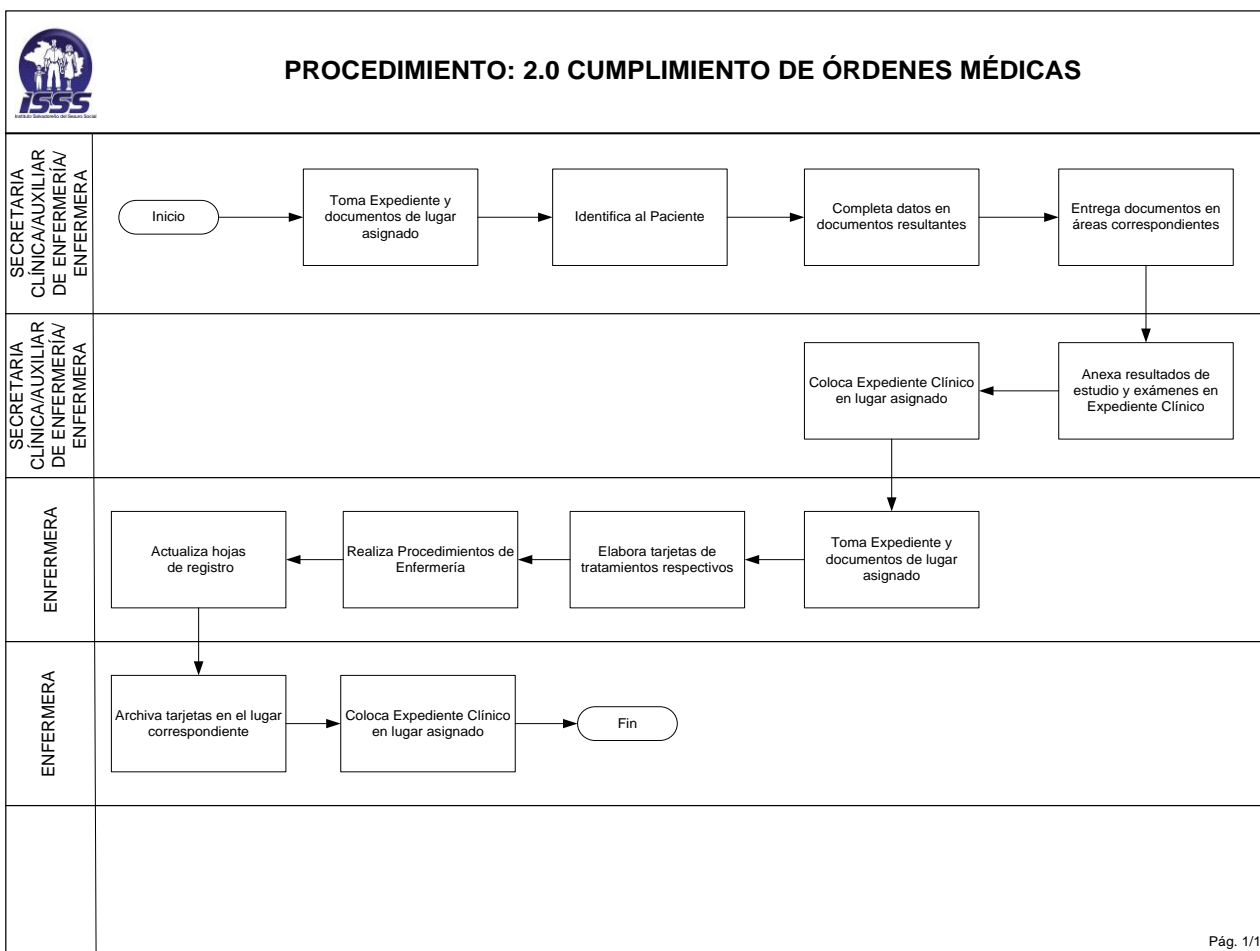 ISSS
Instituto Salvadoreño del Seguro Social
PROCEDIMIENTO: 2.0 CUMPLIMIENTO DE ÓRDENES MÉDICAS
SECRETARIA
CLÍNICA/AUXILIAR
DE ENFERMERÍA/
ENFERMERA
Inicio
Toma Expediente y
documentos de lugar
asignado
Identifica al Paciente
Completa datos en
documentos resultantes
Entrega documentos en
áreas correspondientes
SECRETARIA
CLÍNICA/AUXILIAR
DE ENFERMERÍA/
ENFERMERA
Coloca Expediente Clínico
en lugar asignado
Anexa resultados de
estudio y exámenes en
Expediente Clínico
ENFERMERA
Actualiza hojas
de registro
Realiza Procedimientos de
Enfermería
Elabora tarjetas de
tratamientos respectivos
Toma Expediente y
documentos de lugar
asignado
ENFERMERA
Archiva tarjetas en el lugar
correspondiente
Coloca Expediente Clínico
en lugar asignado
Fin
Pág. 1/1